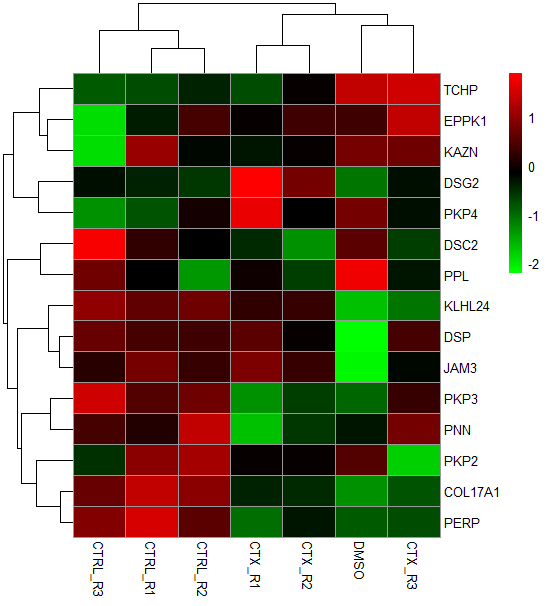 TCHP
EPPK1
KAZN
DSG2
PKP4
DSC2
PPL
KLHL24
DSP
JAM3
PKP3
PNN
PKP2
COL17A1
PERP
1
0
-1
-2
CTRL_R3
CTRL_R1
CTRL_R2
CTX_R1
CTX_R2
DMSO
CTX_R3